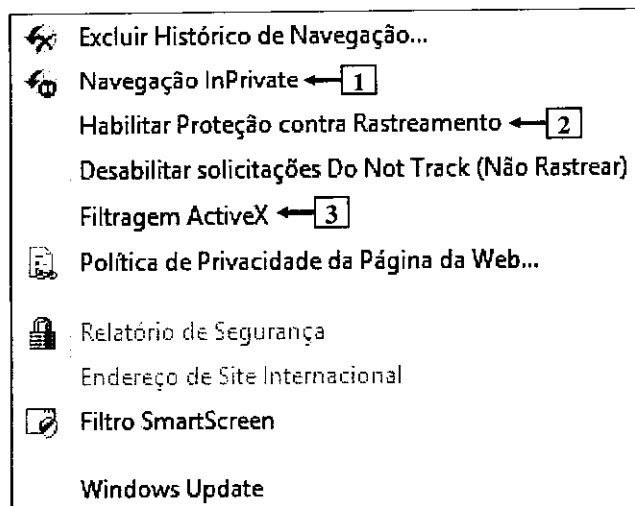 Excluir Histórico de Navegação...
Navegação InPrivate 1
Habilitar Proteção contra Rastreamento 2
Desabilitar solicitações Do Not Track (Não Rastrear)
Filtragem ActiveX 3
Política de Privacidade da Página da Web...
Relatório de Segurança
Endereço de Site Internacional
Filtro SmartScreen
Windows Update